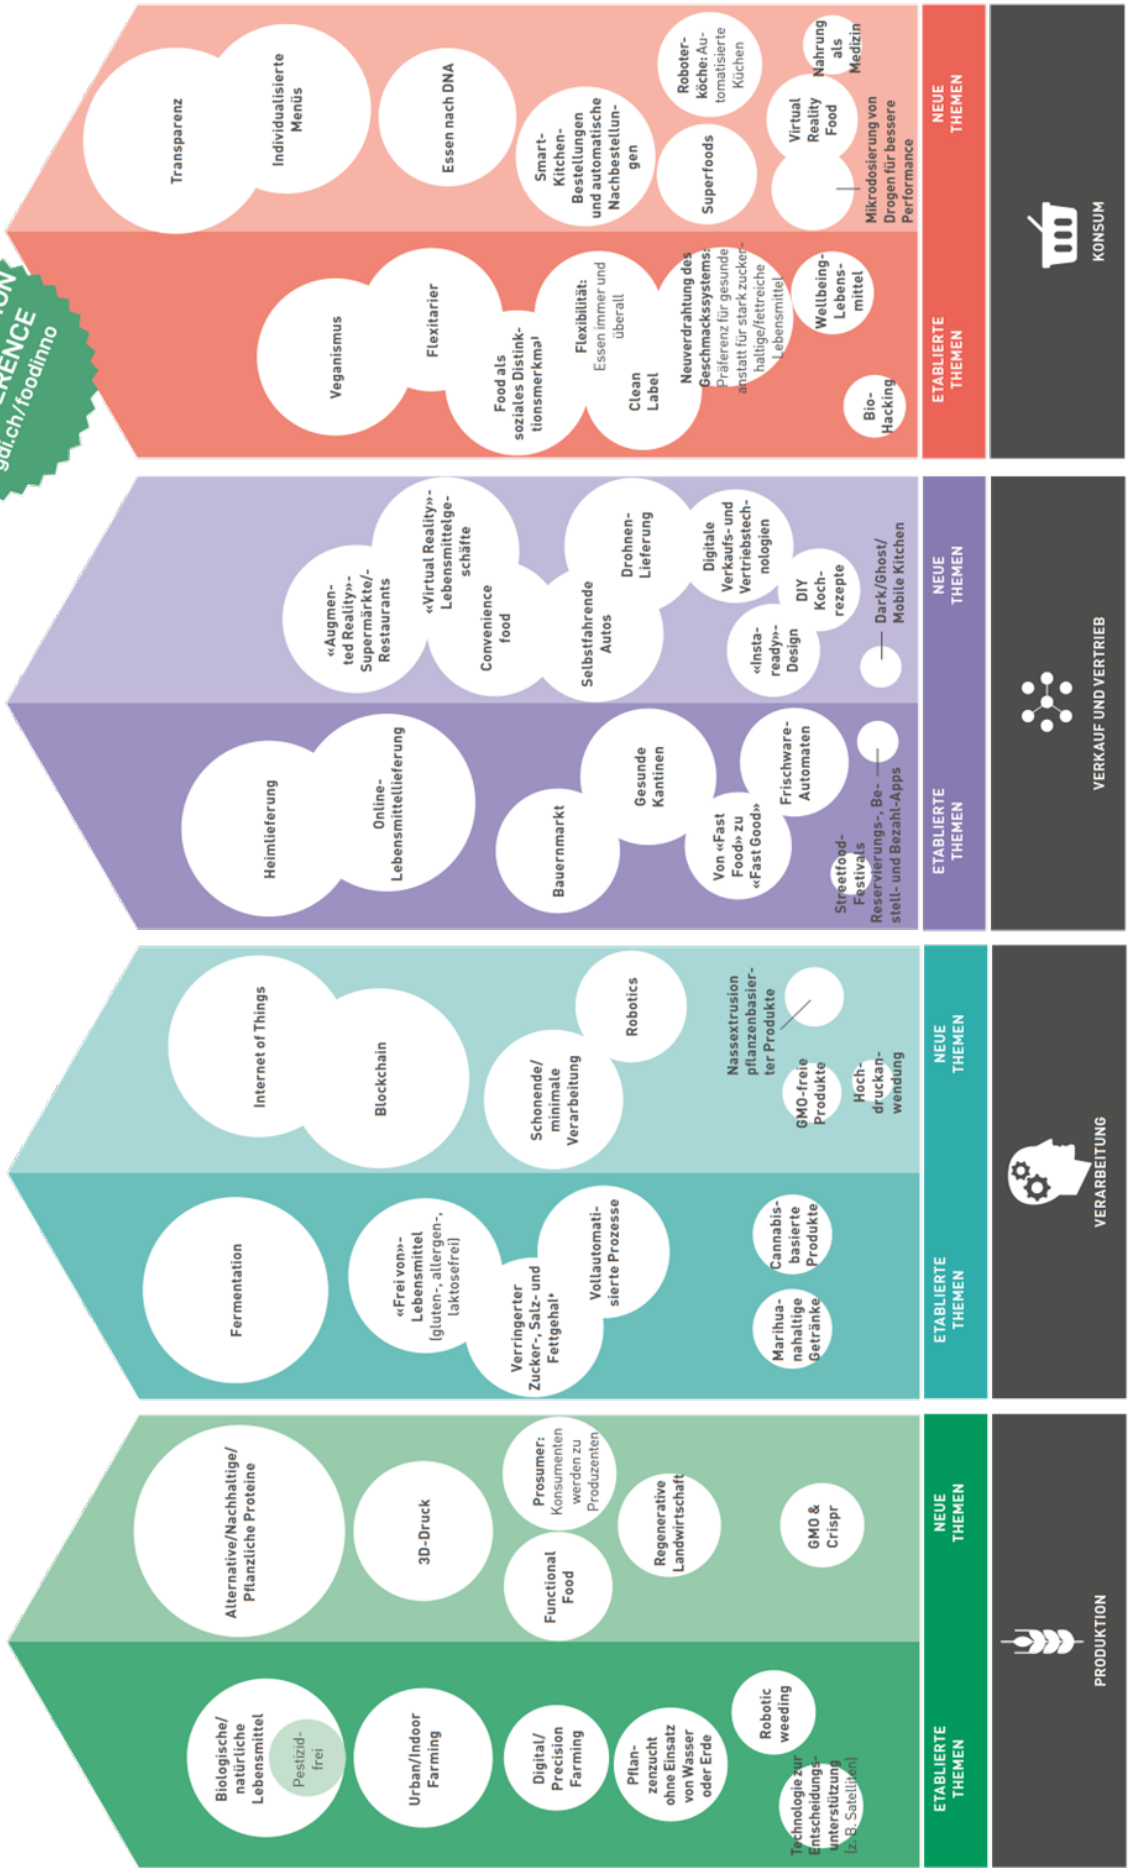 PRODUKTION
ETABLIERTE
THEMEN
Biologische/
natürliche
Lebensmittel
Pestizid-
frei
Urban/Indoor
Farming
Digital/
Precision
Farming
Pflan-
zenzucht
ohne Einsatz
von Wasser
oder Erde
Robotic
weeding
Technologie zur
Entscheidungs-
unterstützung
(z. B. Satelliten)
NEUE
THEMEN
Alternative/Nachhaltige/
Pflanzliche Proteine
3D-Druck
Prosumer:
Konsumenten
werden zu
Produzenten
Functional
Food
Regenerative
Landwirtschaft
GMO &
Crispr
VERARBEITUNG
ETABLIERTE
THEMEN
Fermentation
«Frei von»-
Lebensmittel
(gluten-, allergen-,
laktosefrei)
Verringerter
Zucker-, Salz- und
Fettgehal
Vollautomati-
sierte Prozesse
Cannabis-
basierte
Produkte
Marihua-
nahaltige
Getränke
NEUE
THEMEN
Internet of Things
Blockchain
Schonende/
minimale
Verarbeitung
Robotics
Nassextrusion
pflanzenbasier-
ter Produkte
GMO-freie
Produkte
Hoch-
druckan-
wendung
VERKAUF UND VERTRIEB
ETABLIERTE
THEMEN
Heimlieferung
Online-
Lebensmittellieferung
Bauernmarkt
Gesunde
Kantinen
Von «Fast
Food» zu
«Fast Good»
Frischware-
Automaten
Streetfood-
Festivals
Reservierungs-, Be-
stell- und Bezahl-Apps
NEUE
THEMEN
«Augmen-
ted Reality»-
Supermärkte/-
Restaurants
«Virtual Reality»-
Lebensmittelge-
schäfte
Convenience
food
Selbstfahrende
Autos
Drohnen-
Lieferung
Digitale
Verkaufs- und
Vertriebstech-
nologien
«Insta-
ready»-
Design
DIY
Koch-
rezepte
Dark/Ghost/
Mobile Kitchen
KONSUM
ETABLIERTE
THEMEN
Veganismus
Flexitarier
Food als
soziales Distink-
tionsmerkmal
Flexibilität:
Essen immer und
überall
Clean
Label
Neuverdrahtung des
Geschmackssystems:
Präferenz für gesunde
anstatt für stark zucker-
haltige/fettreiche
Lebensmittel
Wellbeing-
Lebens-
mittel
Bio-
Hacking
NEUE
THEMEN
Transparenz
Individualisierte
Menüs
Essen nach DNA
Smart-
Kitchen-
Bestellungen
und automatische
Nachbestellun-
gen
Roboter-
köche: Au-
tomatisierte
Küchen
Superfoods
Nahrung
als
Medizin
Virtual
Reality
Food
Mikrodosierung von
Drogen für bessere
Performance
ERENCE
gdi.ch/foodinno